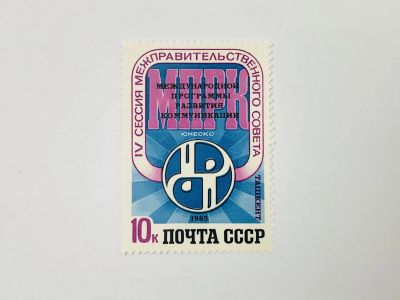 IV СЕССИЯ МЕЖПРАВИТЕЛЬСТВЕННОГО СОВЕТА
МПРК
МЕЖДУНАРОДНОЙ
ПРОГРАММЫ
РАЗВИТИЯ
КОММУНИКАЦИИ
ЮНЕСКО
ТАШКЕНТ
1983
10к ПОЧТА СССР